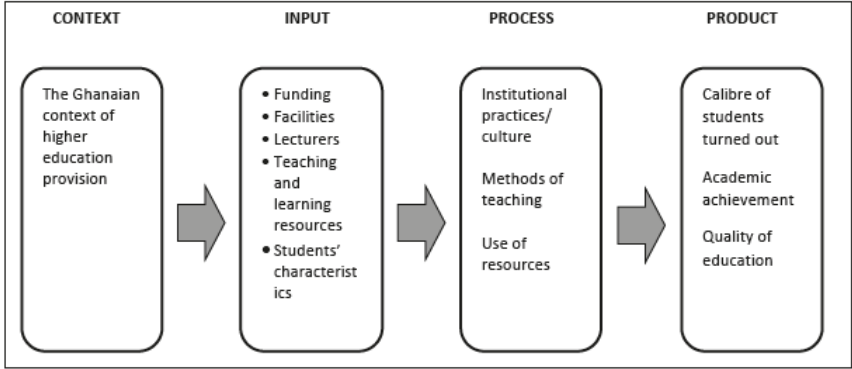 CONTEXT
INPUT
PROCESS
PRODUCT
The Ghanaian
context of
higher
education
provision
• Funding
• Facilities
• Lecturers
• Teaching
and
learning
resources
• Students'
characterist
ics
Institutional
practices/
culture
Methods of
teaching
Use of
resources
Calibre of
students
turned out
Academic
achievement
Quality of
education